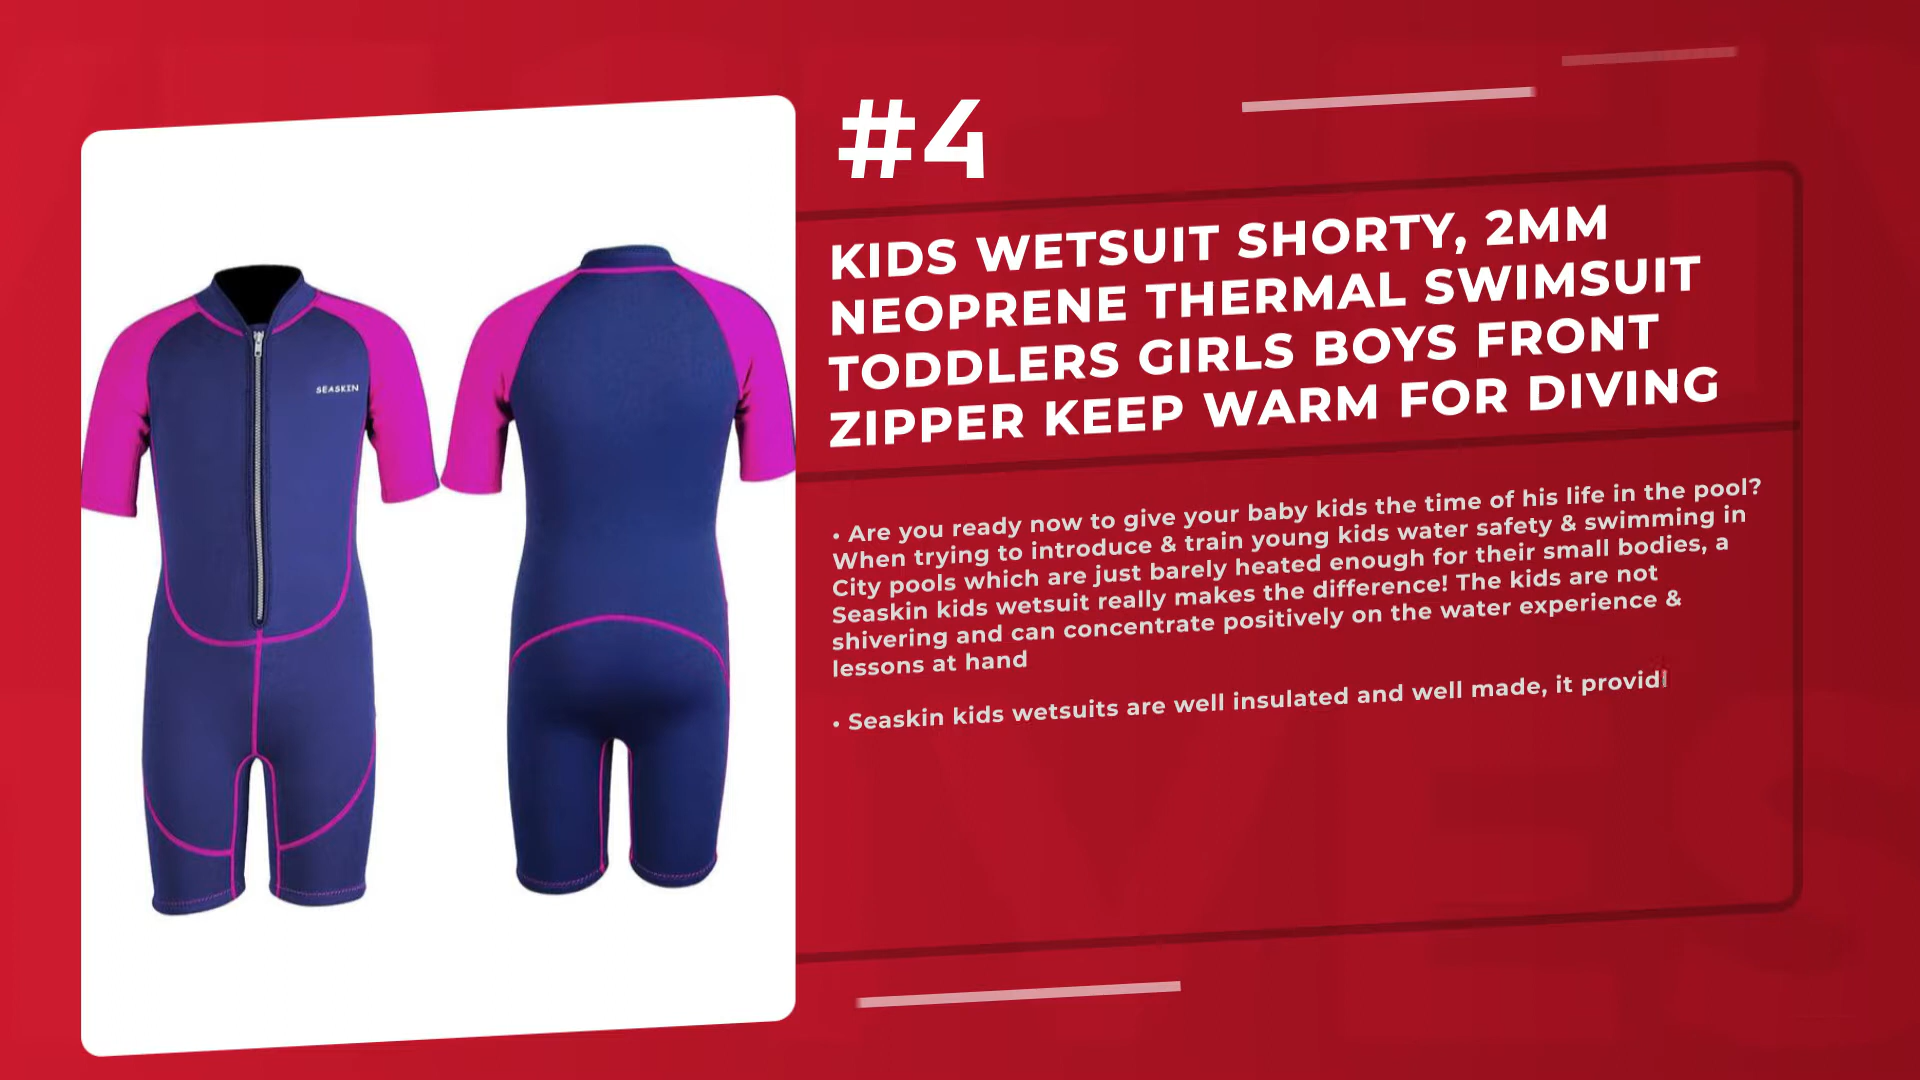 #4
KIDS WETSUIT SHORTY, 2MM
NEOPRENE THERMAL SWIMSUIT
TODDLERS GIRLS BOYS FRONT
ZIPPER KEEP WARM FOR DIVING
SEASKIN
• Are you ready now to give your baby kids the time of his life in the pool?
When trying to introduce & train young kids water safety & swimming in
City pools which are just barely heated enough for their small bodies, a
Seaskin kids wetsuit really makes the difference! The kids are not
shivering and can concentrate positively on the water experience &
lessons at hand
• Seaskin kids wetsuits are well insulated and well made, it provid